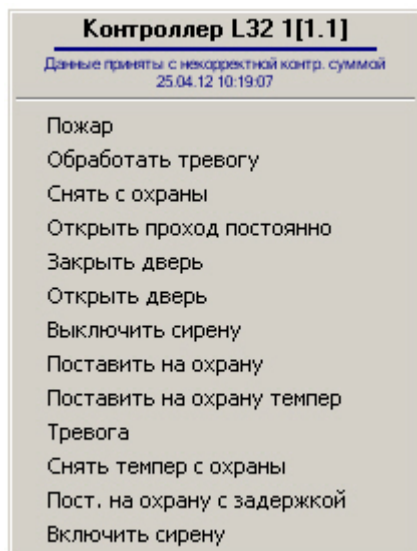 Контроллер L32 1[1.1]
Данные приняты с некорректной контр. суммой
25.04.12 10:19:07
Пожар
Обработать тревогу
Снять с охраны
Открыть проход постоянно
Закрыть дверь
Открыть дверь
Выключить сирену
Поставить на охрану
Поставить на охрану темпер
Тревога
Снять темпер с охраны
Пост. на охрану с задержкой
Включить сирену